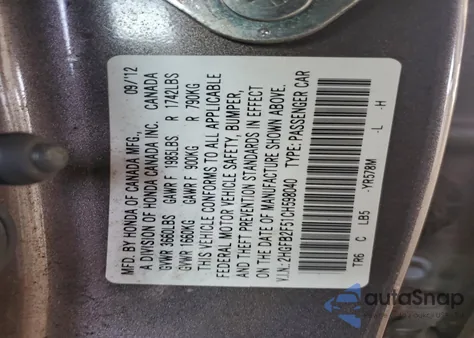 MFD. BY HONDA OF CANADA MFG., 09/12
A DIVISION OF HONDA CANADA INC. CANADA
GVWR 3660LBS GAWR F 1985LBS R 1742LBS
GVWR 1660KG GAWR F 900KG R 790KG
THIS VEHICLE CONFORMS TO ALL APPLICABLE
FEDERAL MOTOR VEHICLE SAFETY, BUMPER,
AND THEFT PREVENTION STANDARDS IN EFFECT
ON THE DATE OF MANUFACTURE SHOWN ABOVE.
V.I.N.: 2HGFB2F51CH598040 TYPE: PASSENGER CAR
TR6 C LB5 -YR578M -L -H
autoSnap